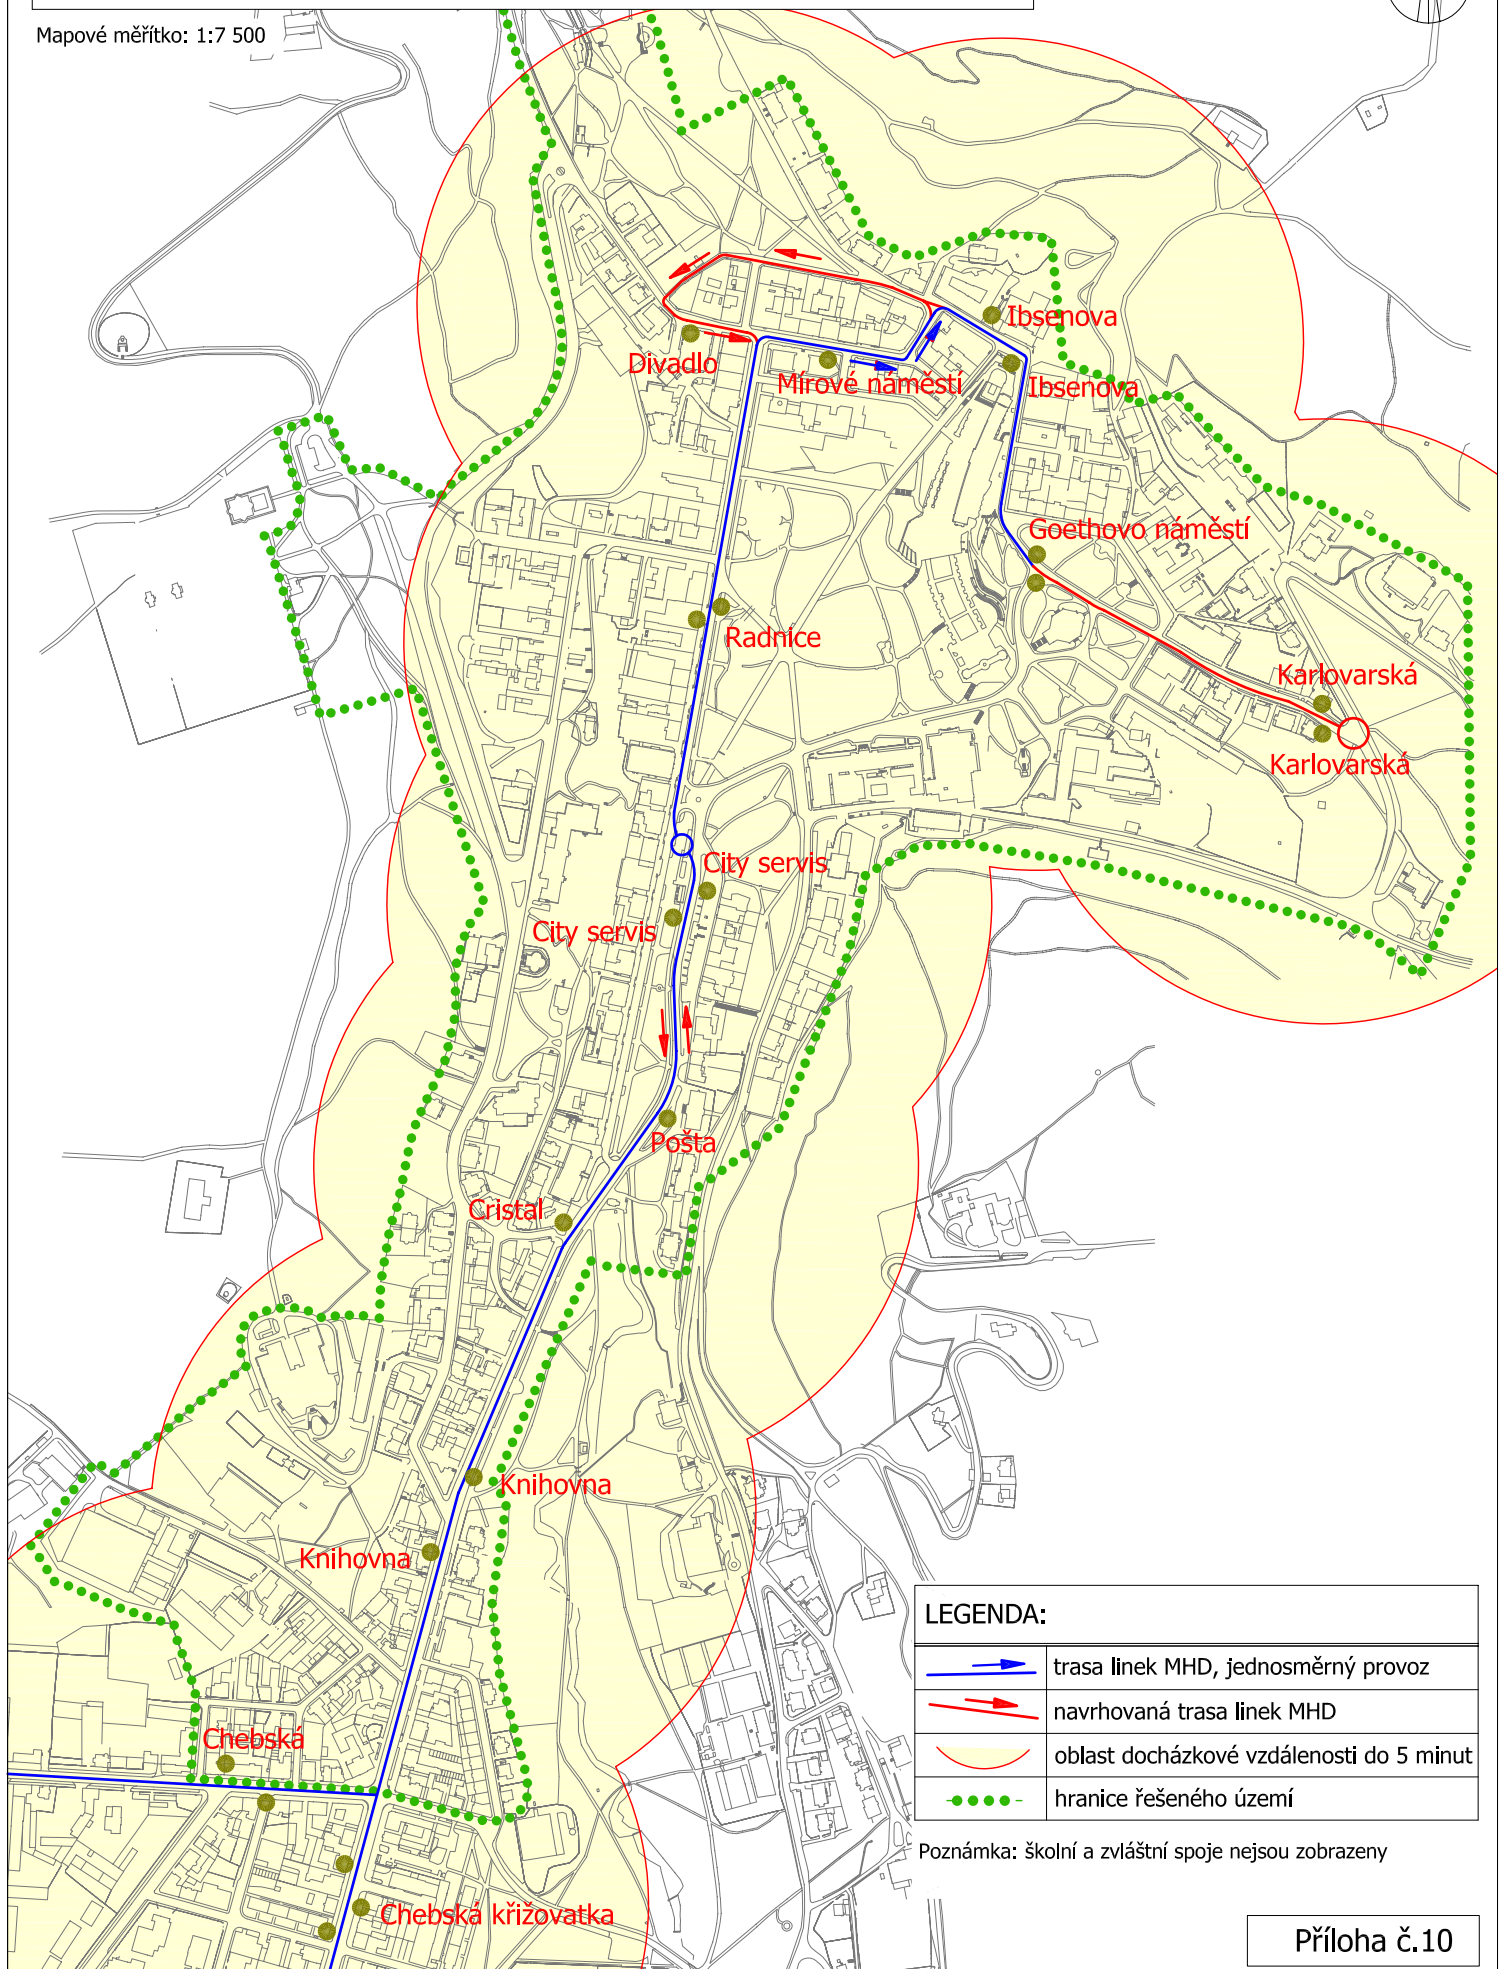 Mapové měřítko: 1:7 500
Ibsenova
Divadlo
Mírové náměstí
Ibsenova
Goethovo náměstí
Radnice
Karlovarská
Karlovarská
City servis
City servis
Pošta
Cristal
Knihovna
Knihovna
Chebská
Chebská křižovatka
LEGENDA:
trasa linek MHD, jednosměrný provoz
navrhovaná trasa linek MHD
oblast docházkové vzdálenosti do 5 minut
hranice řešeného území
Poznámka: školní a zvláštní spoje nejsou zobrazeny
Příloha č.10